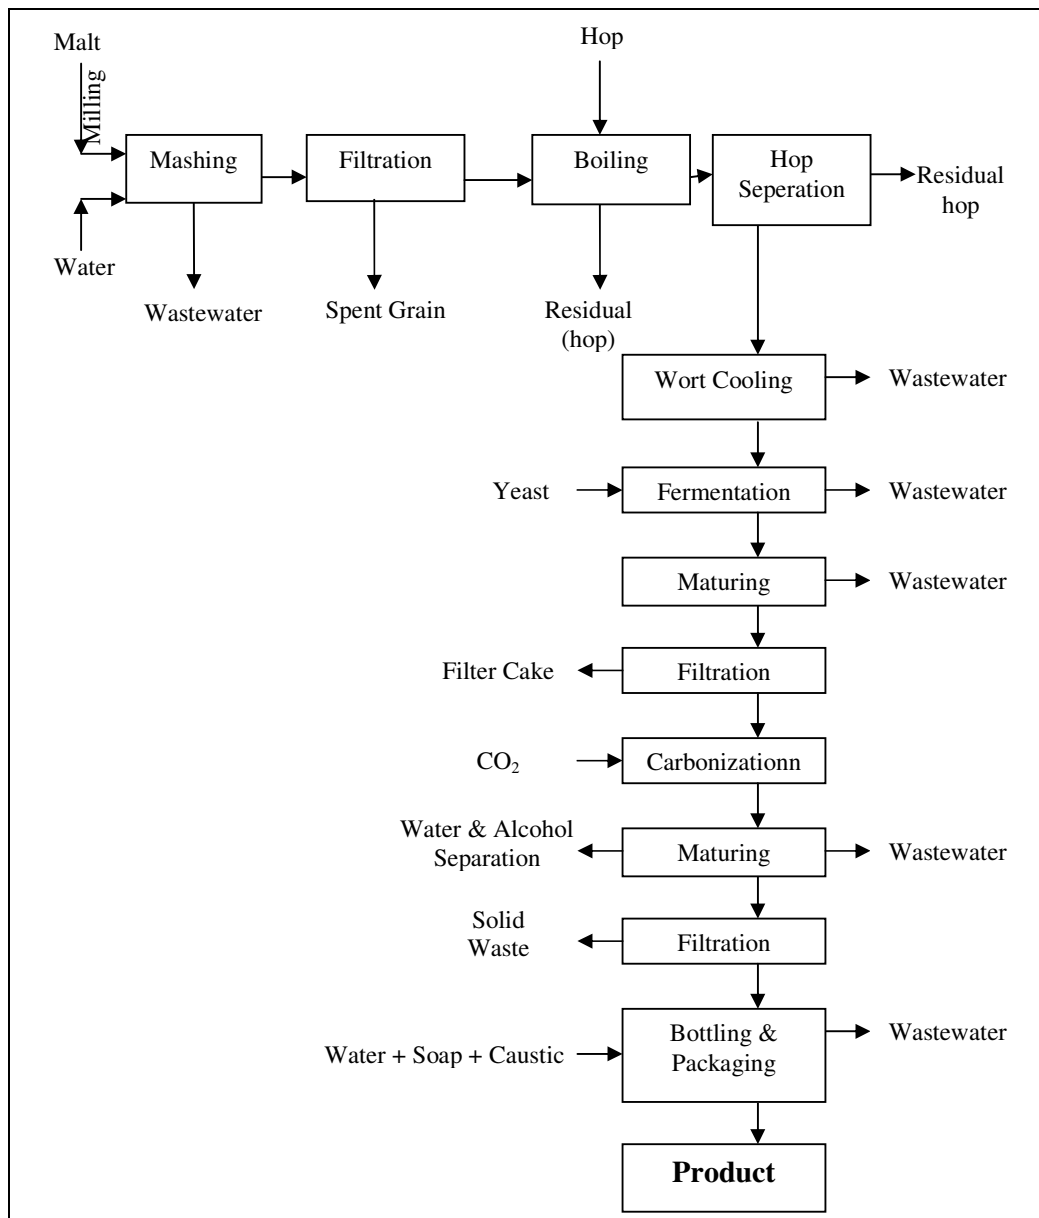 Malt
Hop
Milling
Mashing
Filtration
Boiling
Hop
Seperation
Residual
hop
Water
Wastewater
Spent Grain
Residual
(hop)
Wort Cooling
Wastewater
Yeast
Fermentation
Wastewater
Maturing
Wastewater
Filter Cake
Filtration
CO₂
Carbonizationn
Water & Alcohol
Separation
Maturing
Wastewater
Solid
Waste
Filtration
Water + Soap + Caustic
Bottling &
Packaging
Wastewater
Product